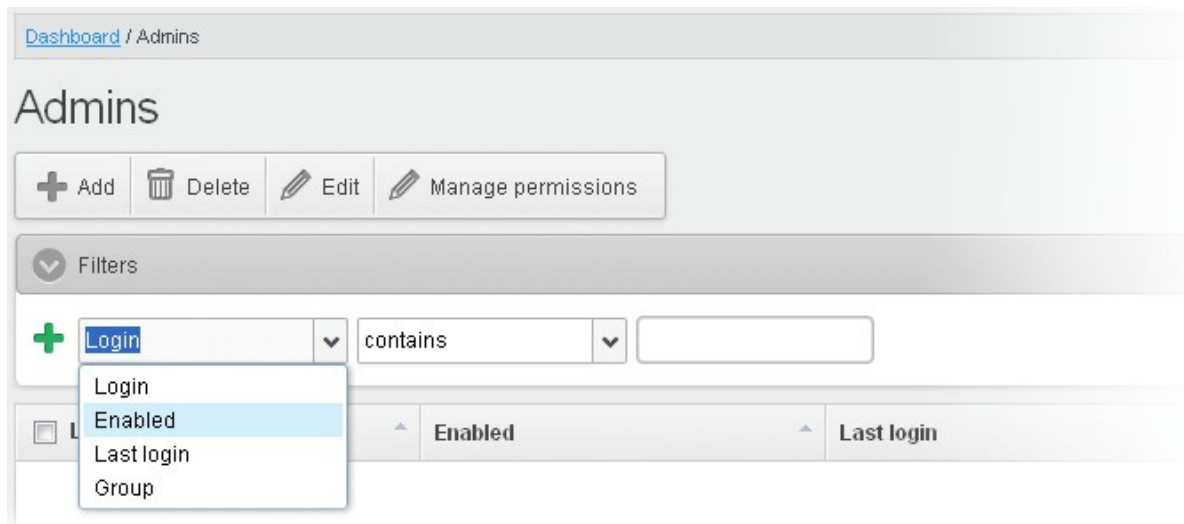 Dashboard / Admins
Admins
Add Delete Edit Manage permissions
Filters
Login contains
Login
Enabled
Last login
Group
L Enabled Last login